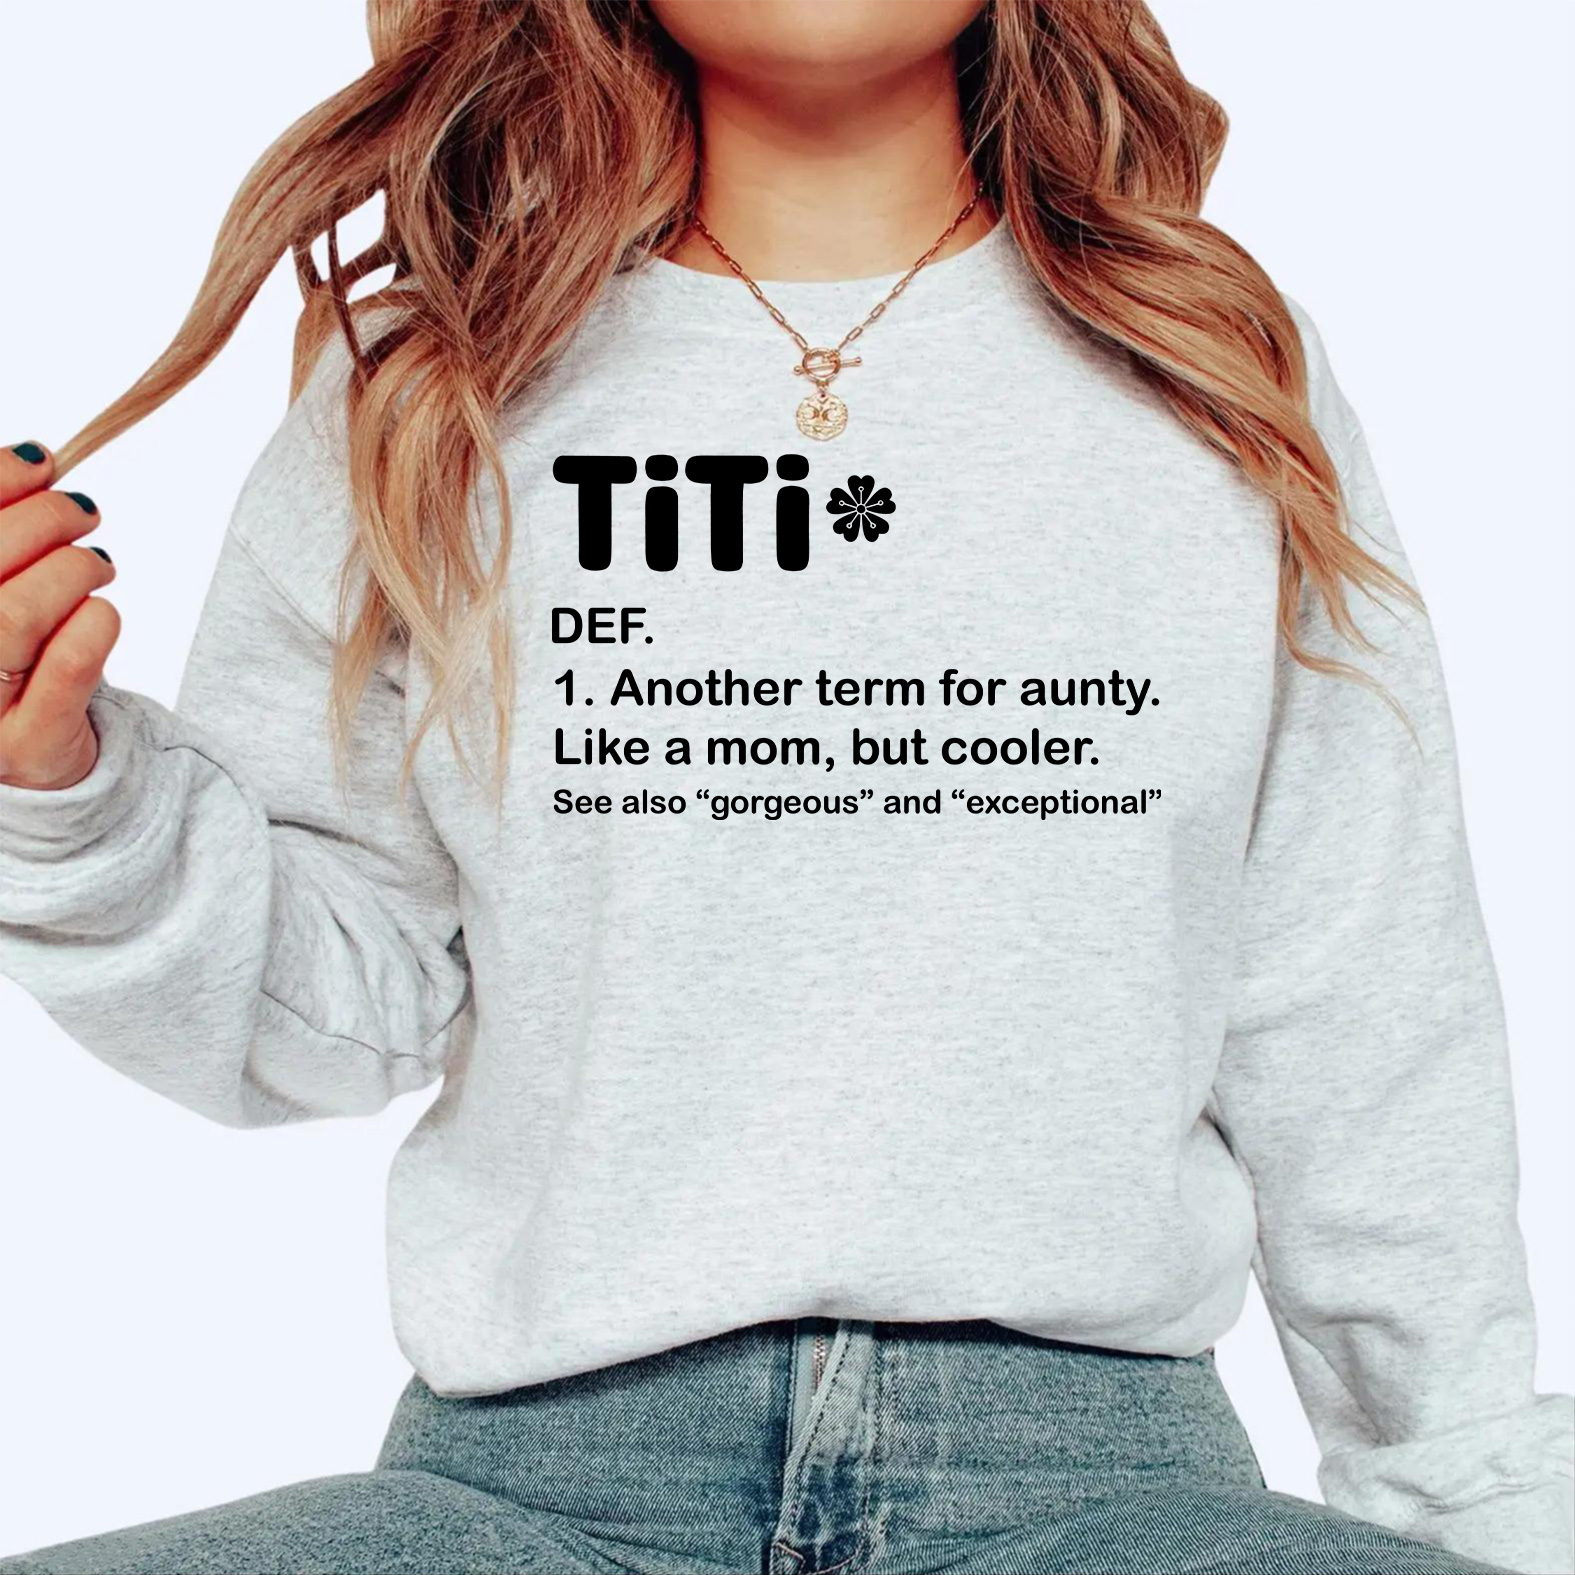 TiTi
DEF.
1. Another term for aunty.
Like a mom, but cooler.
See also “gorgeous” and “exceptional”